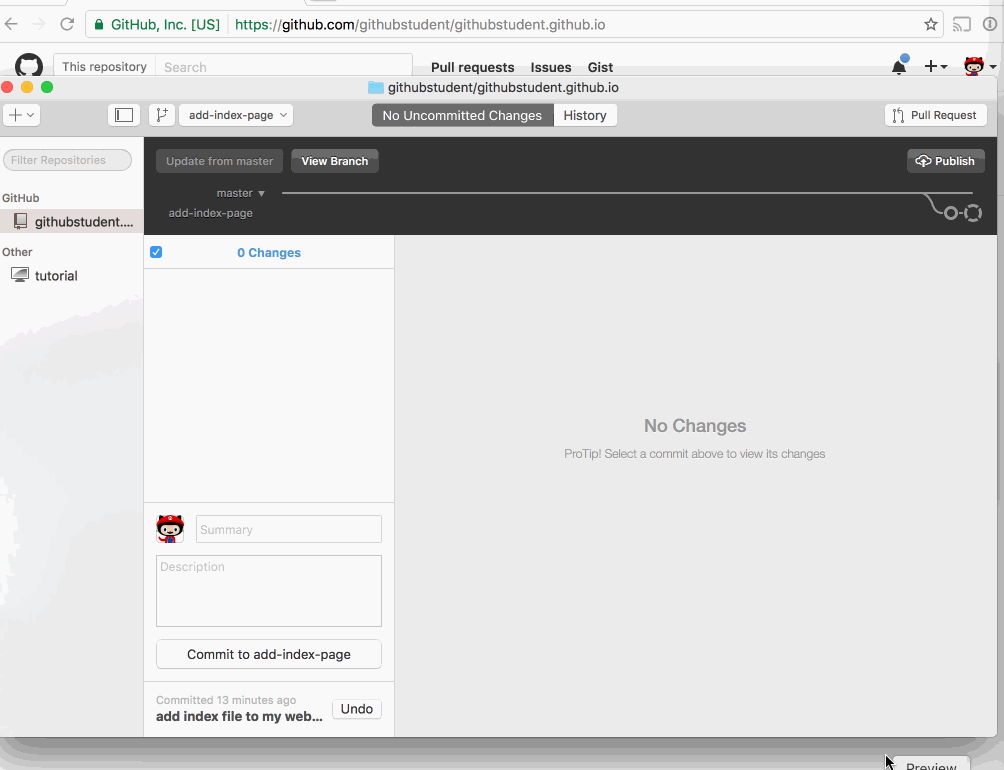 GitHub, Inc. [US] https://github.com/githubstudent/githubstudent.github.io
This repository Search Pull requests Issues Gist
githubstudent/githubstudent.github.io
add-index-page No Uncommitted Changes History Pull Request
Filter Repositories
Update from master View Branch Publish
master
add-index-page
GitHub
githubstudent....
Other
tutorial
0 Changes
No Changes
ProTip! Select a commit above to view its changes
Summary
Description
Commit to add-index-page
Committed 13 minutes ago
add index file to my web...
Undo
Preview